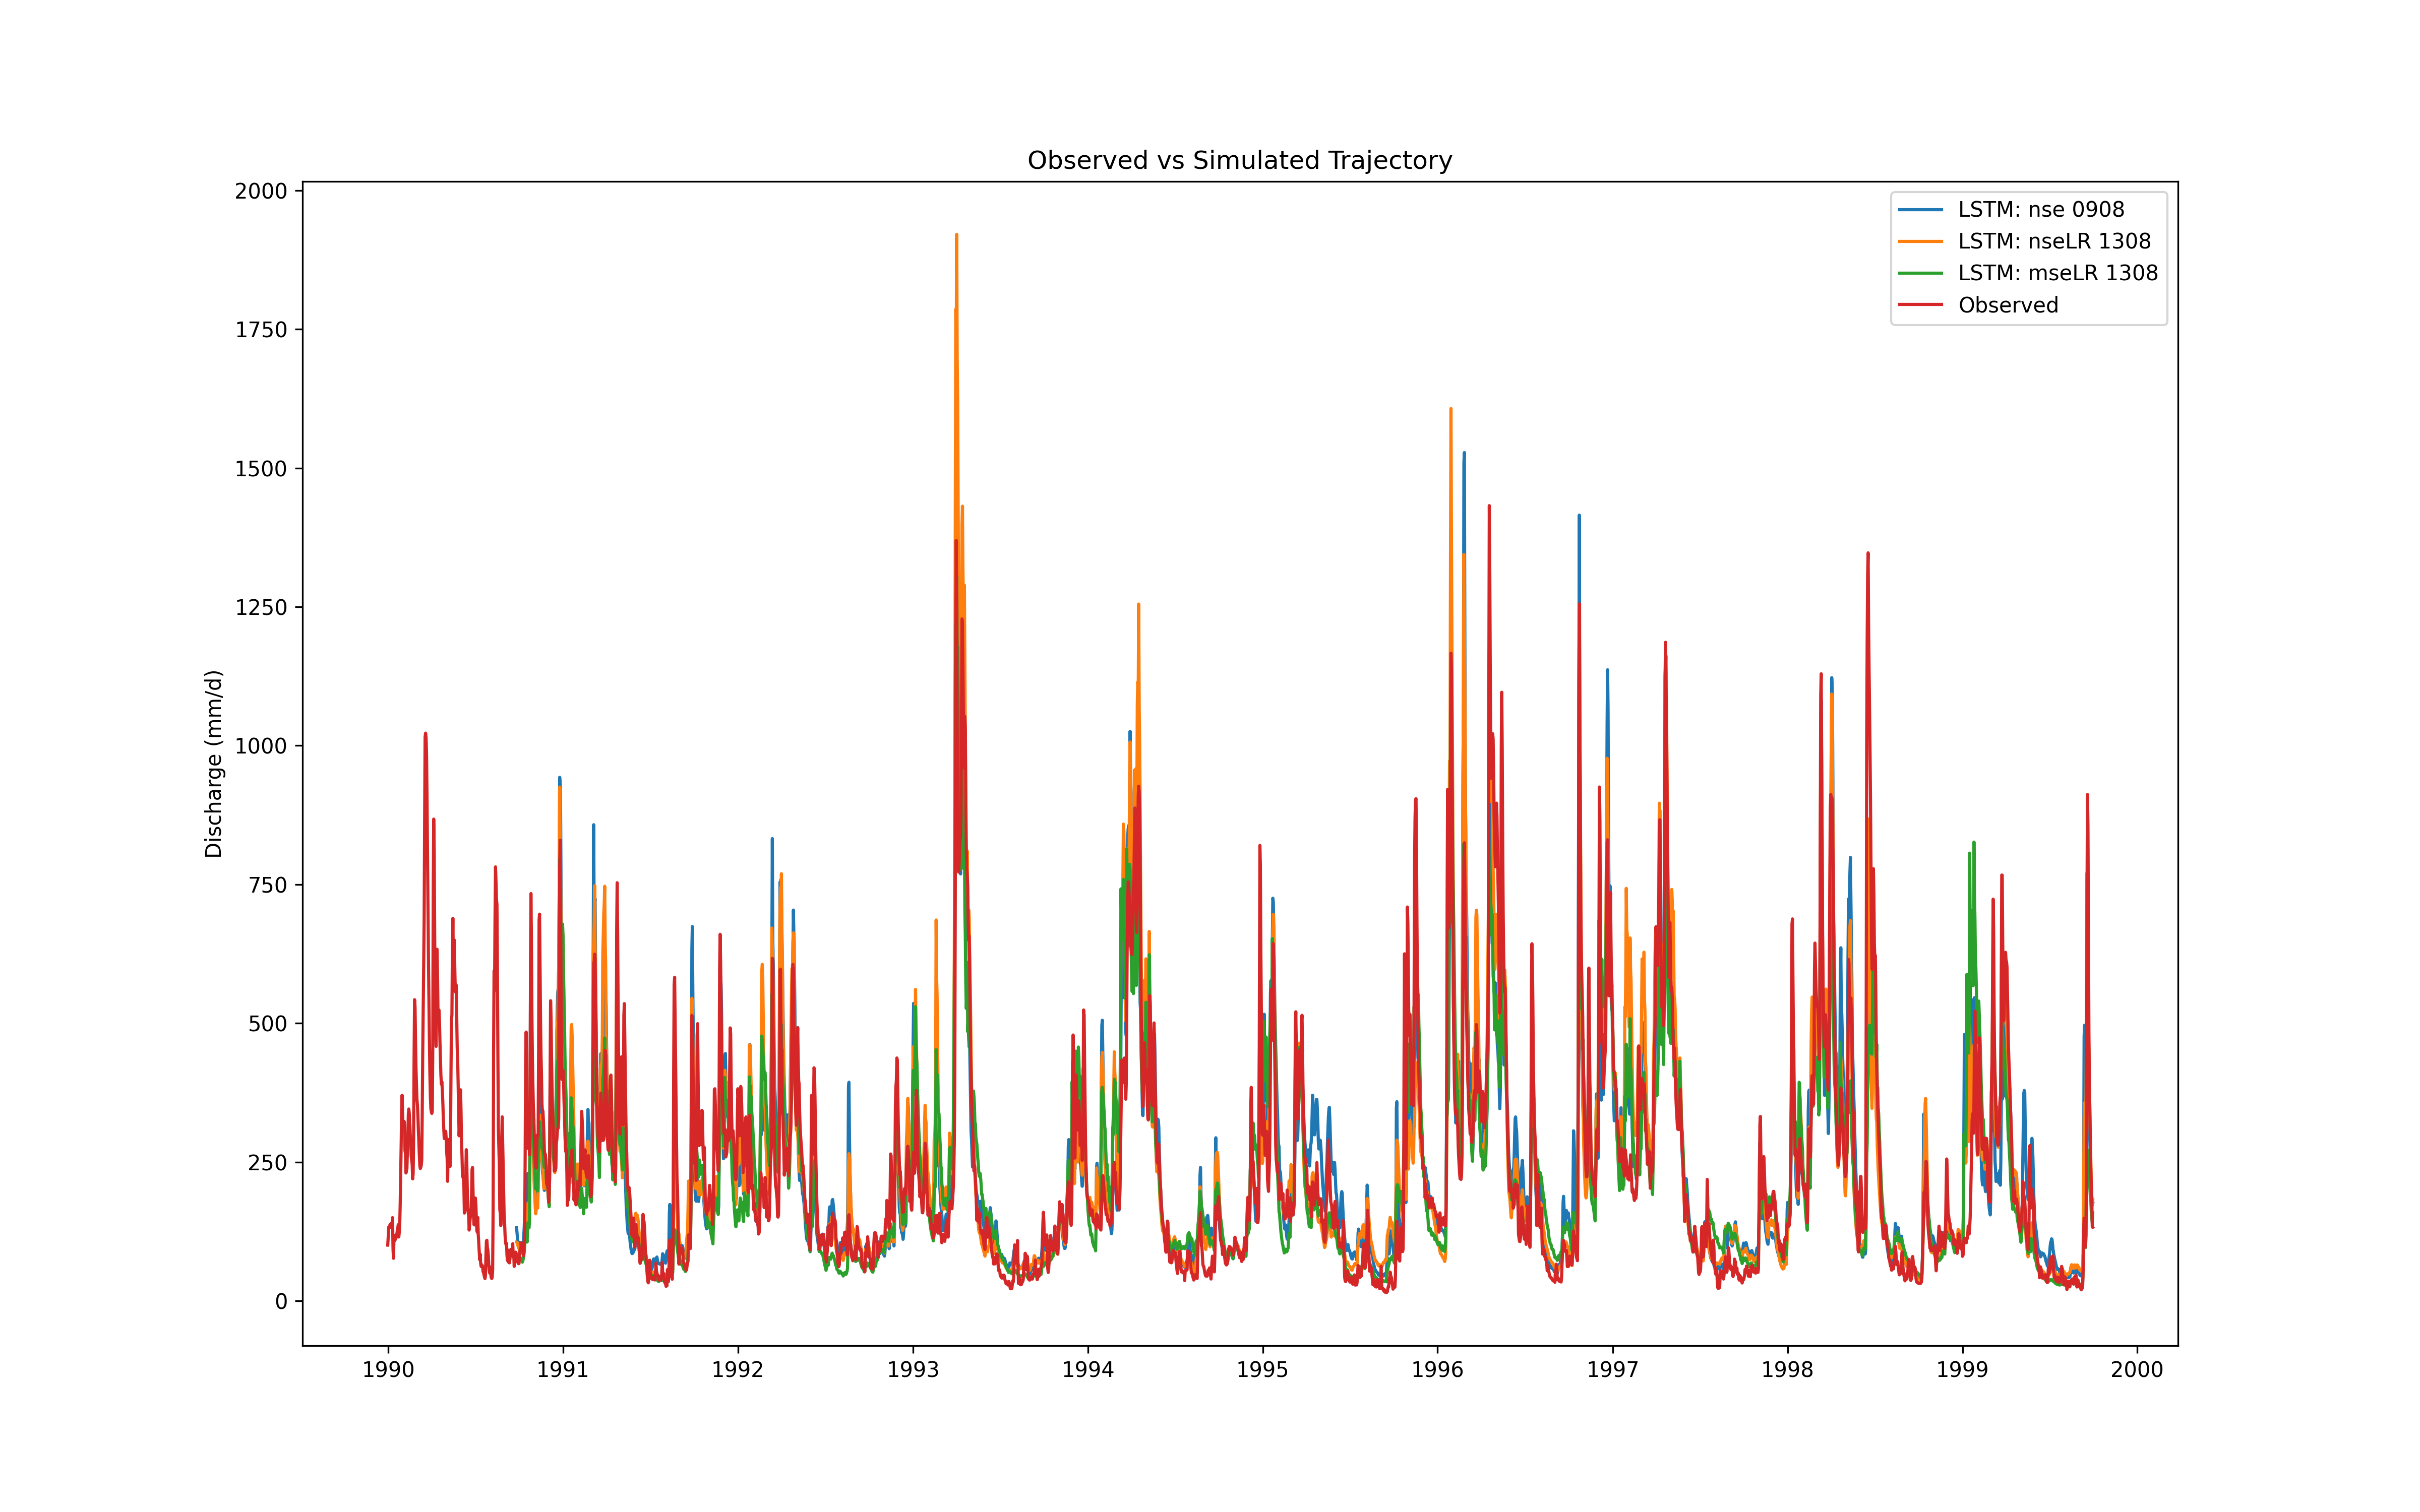 Observed vs Simulated Trajectory
LSTM: nse 0908
LSTM: nseLR 1308
LSTM: mseLR 1308
Observed
Discharge (mm/d)
2000
1750
1500
1250
1000
750
500
250
0
1990 1991 1992 1993 1994 1995 1996 1997 1998 1999 2000